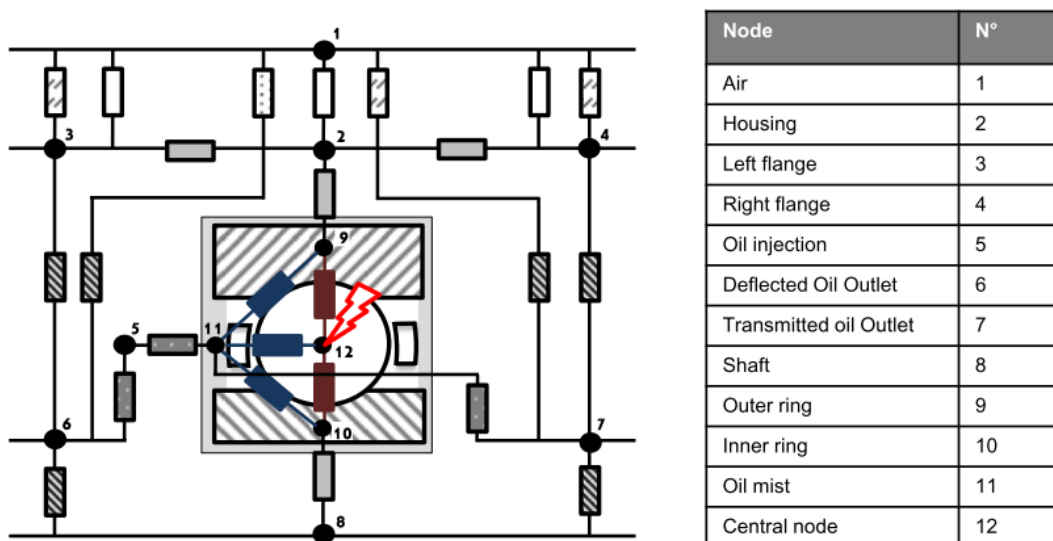 1
3
2
4
9
5
11
12
6
10
7
8
Node N°
Air 1
Housing 2
Left flange 3
Right flange 4
Oil injection 5
Deflected Oil Outlet 6
Transmitted oil Outlet 7
Shaft 8
Outer ring 9
Inner ring 10
Oil mist 11
Central node 12